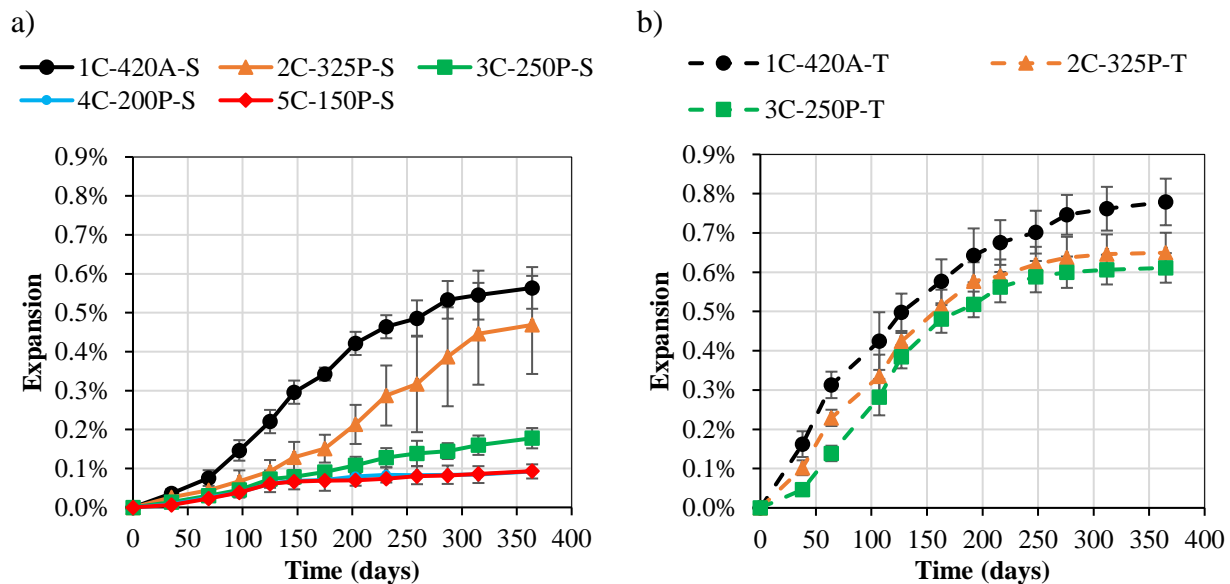 a)
1C-420A-S 2C-325P-S 3C-250P-S
4C-200P-S 5C-150P-S
0.9%
0.8%
0.7%
0.6%
0.5%
0.4%
0.3%
0.2%
0.1%
0.0%
Expansion
0 50 100 150 200 250 300 350 400
Time (days)
b)
1C-420A-T 2C-325P-T
3C-250P-T
0.9%
0.8%
0.7%
0.6%
0.5%
0.4%
0.3%
0.2%
0.1%
0.0%
Expansion
0 50 100 150 200 250 300 350 400
Time (days)